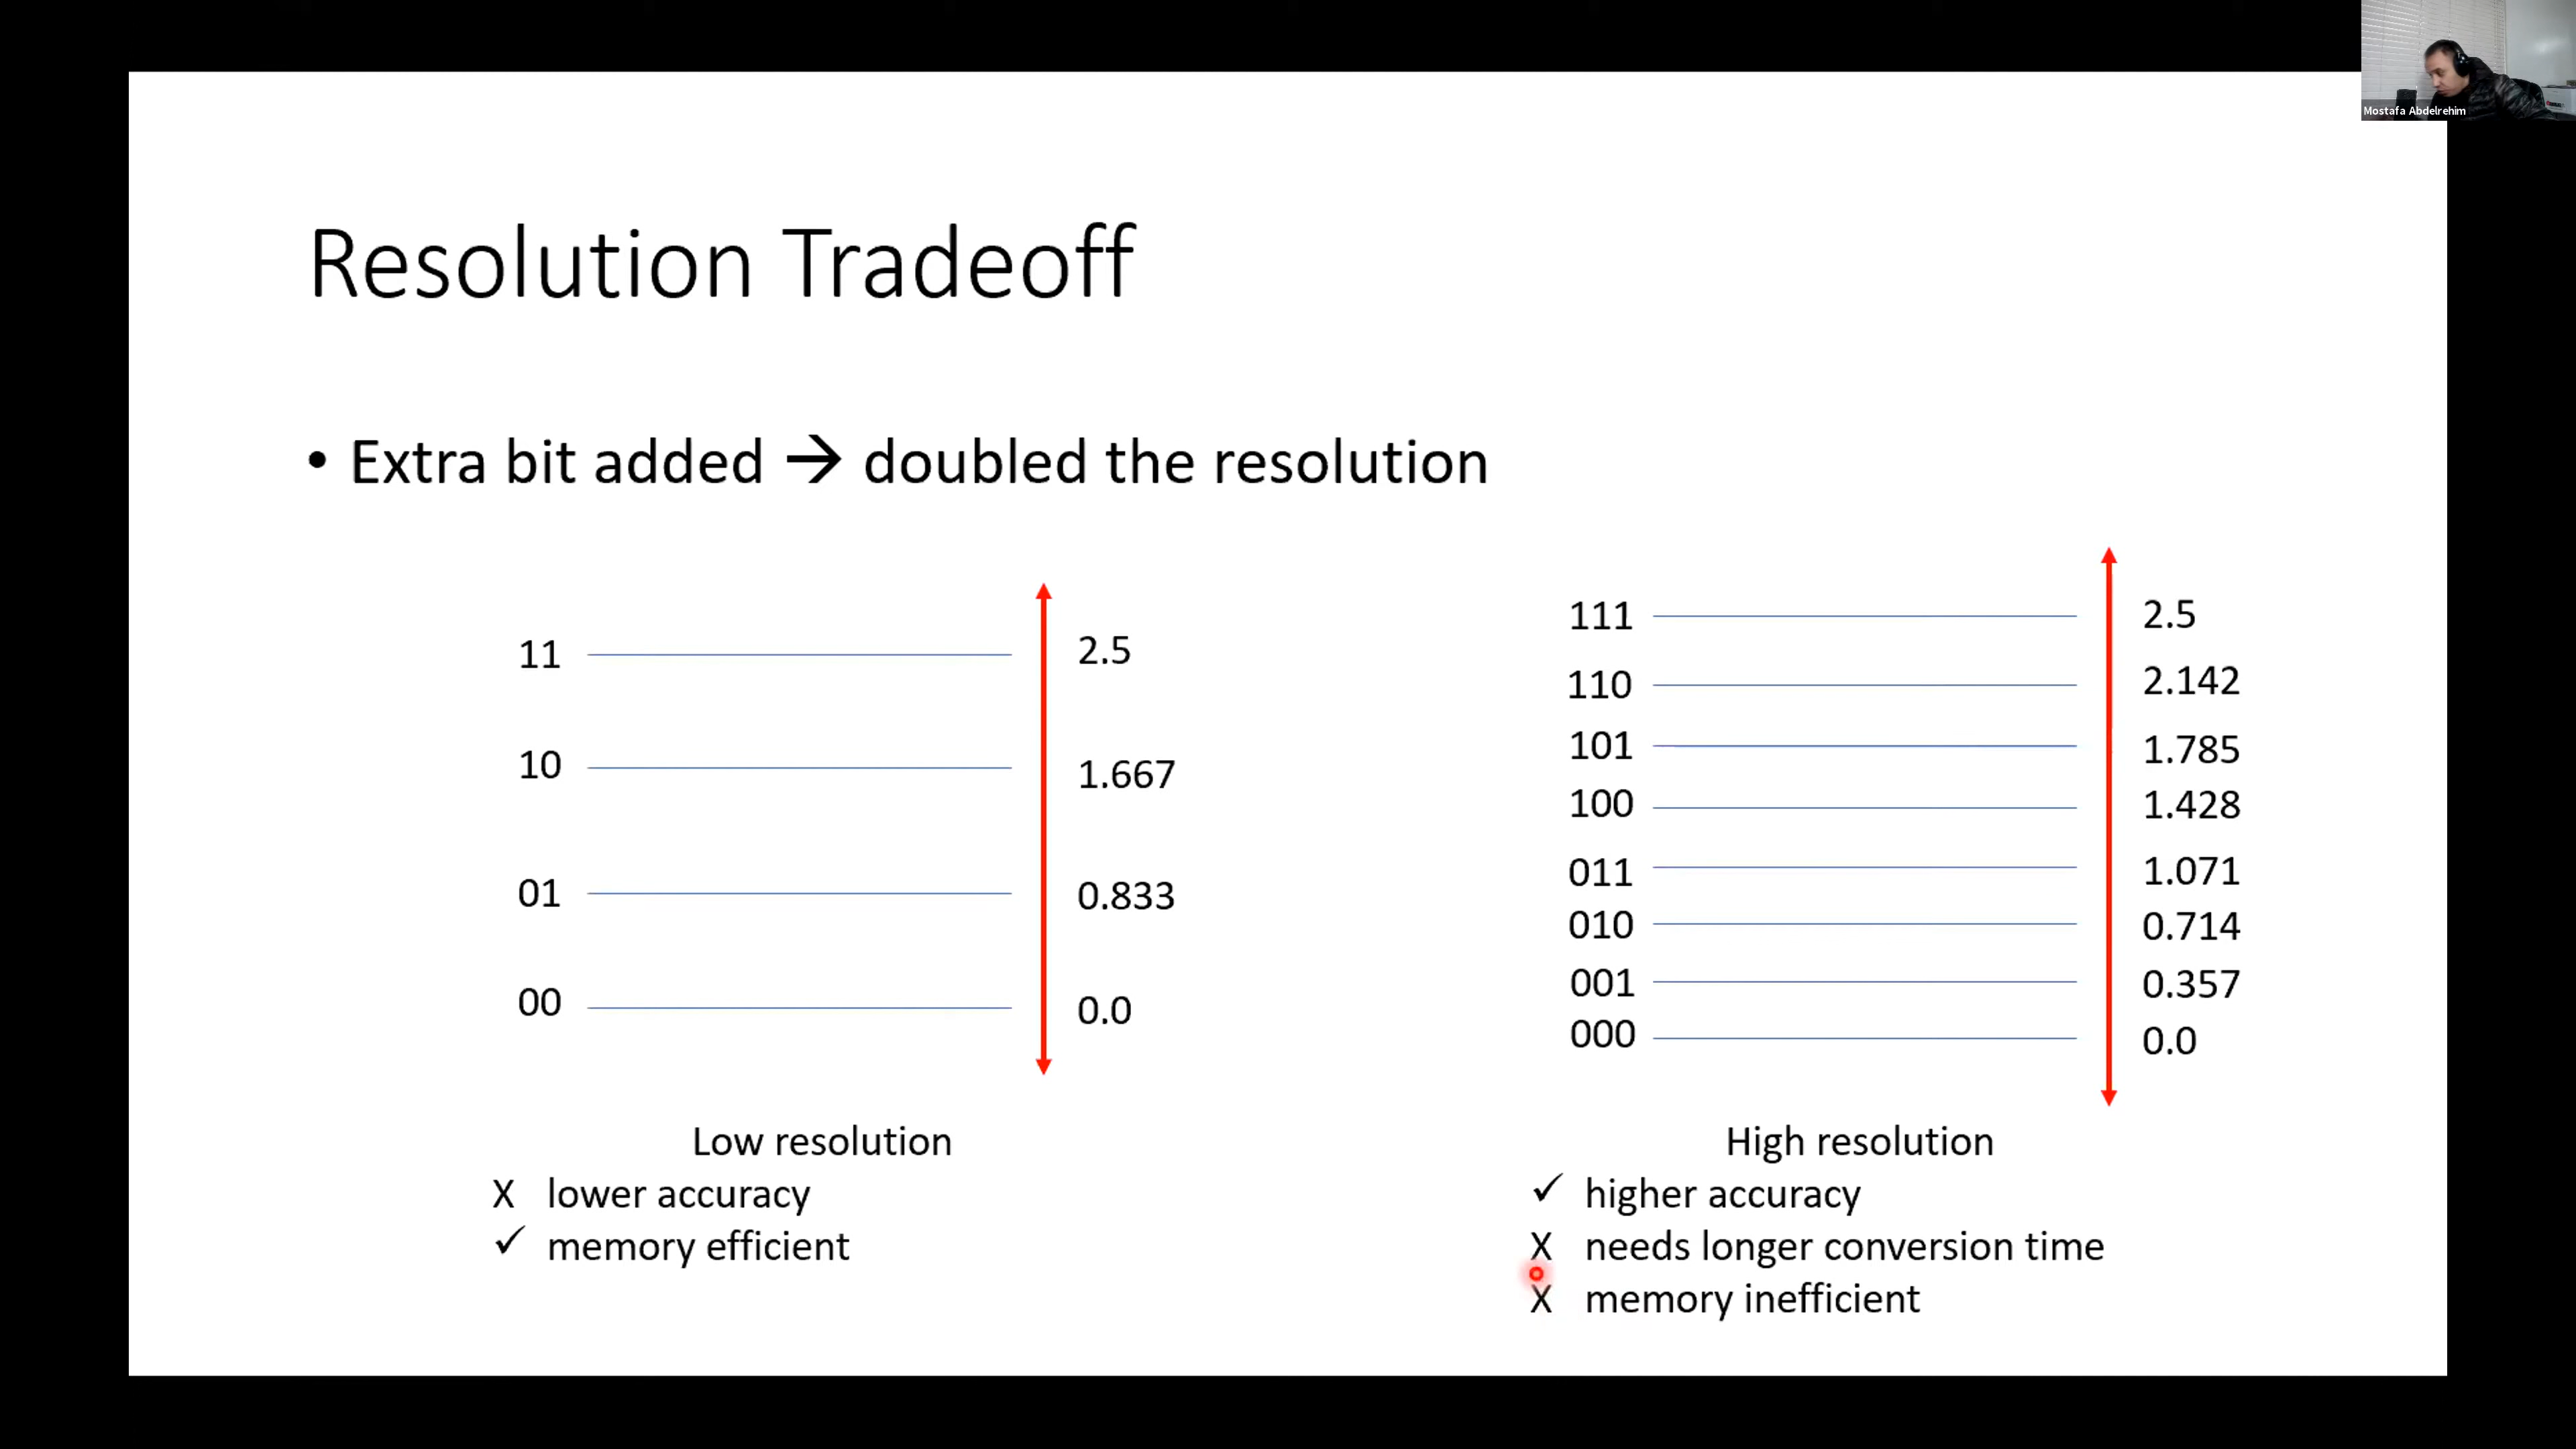 Mostafa Abdelrehim
Resolution Tradeoff
• Extra bit added → doubled the resolution
11 2.5
10 1.667
01 0.833
00 0.0
Low resolution
X lower accuracy
✓ memory efficient
111 2.5
110 2.142
101 1.785
100 1.428
011 1.071
010 0.714
001 0.357
000 0.0
High resolution
✓ higher accuracy
X needs longer conversion time
X memory inefficient